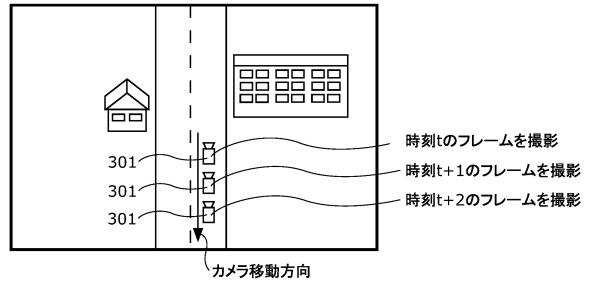 時刻tのフレームを撮影
301
時刻t+1のフレームを撮影
301
時刻t+2のフレームを撮影
301
カメラ移動方向